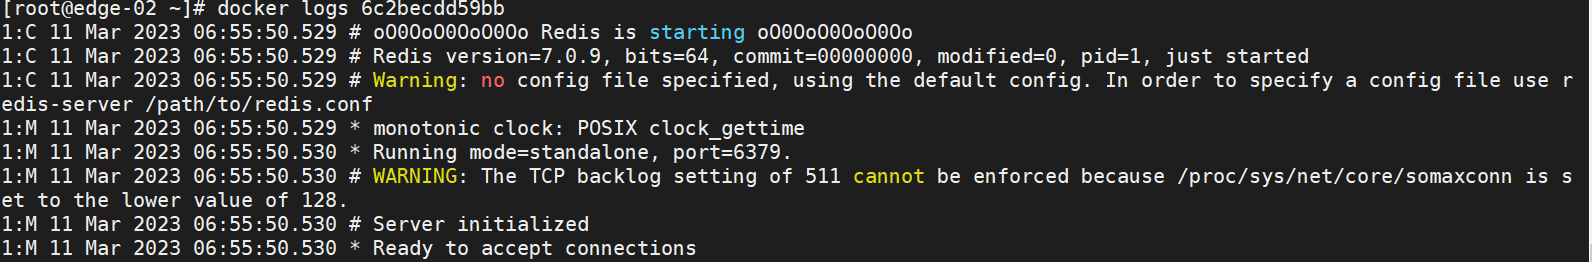 [root@edge-02 ~]# docker logs 6c2becdd59bb
1:C 11 Mar 2023 06:55:50.529 # oO0OoO0OoO0Oo Redis is starting oO0OoO0OoO0Oo
1:C 11 Mar 2023 06:55:50.529 # Redis version=7.0.9, bits=64, commit=00000000, modified=0, pid=1, just started
1:C 11 Mar 2023 06:55:50.529 # Warning: no config file specified, using the default config. In order to specify a config file use r
edis-server /path/to/redis.conf
1:M 11 Mar 2023 06:55:50.529 * monotonic clock: POSIX clock_gettime
1:M 11 Mar 2023 06:55:50.530 * Running mode=standalone, port=6379.
1:M 11 Mar 2023 06:55:50.530 # WARNING: The TCP backlog setting of 511 cannot be enforced because /proc/sys/net/core/somaxconn is s
et to the lower value of 128.
1:M 11 Mar 2023 06:55:50.530 # Server initialized
1:M 11 Mar 2023 06:55:50.530 * Ready to accept connections